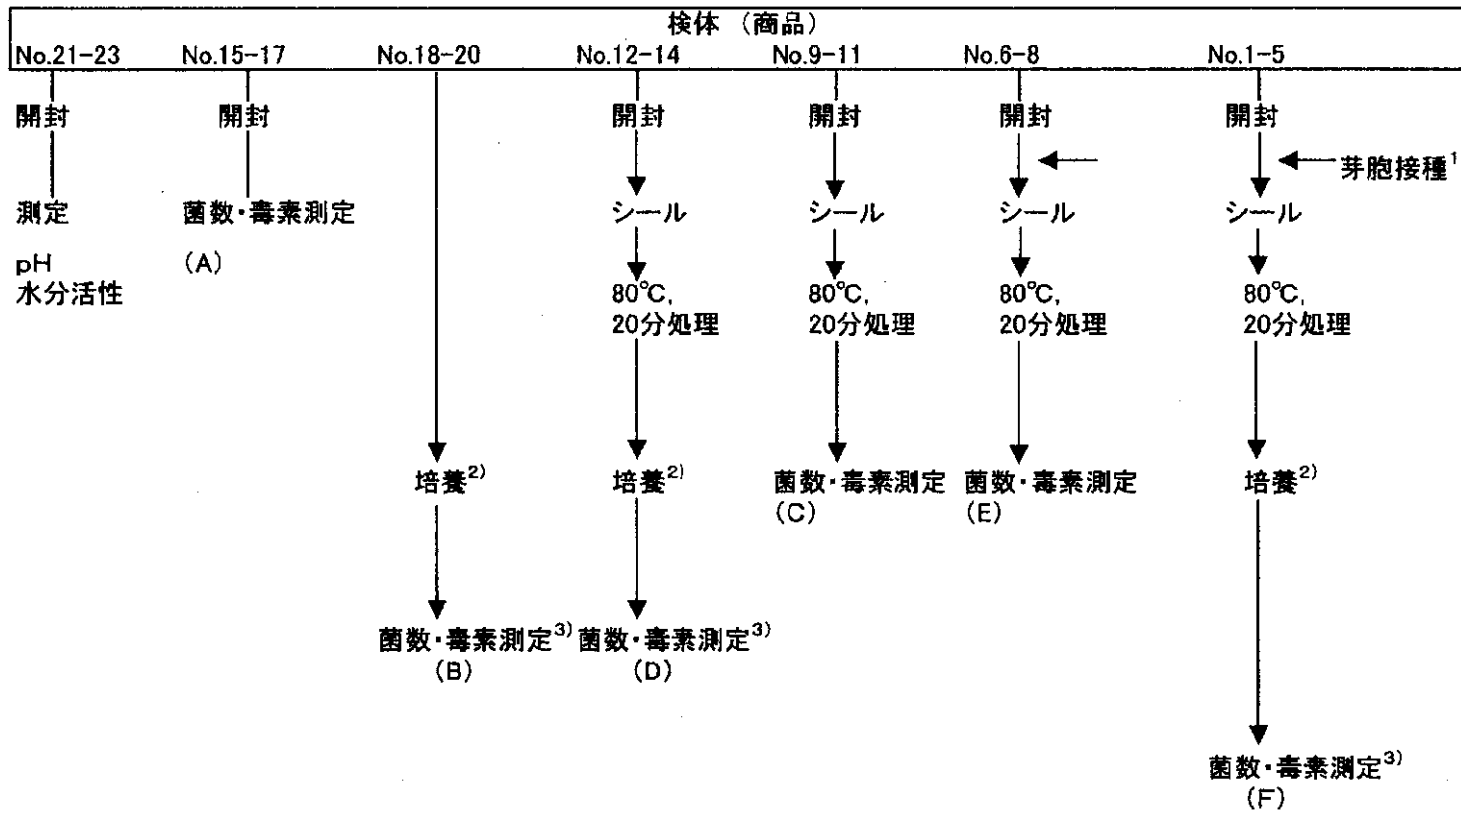 検体 （商品）
No.21-23 No.15-17 No.18-20 No.12-14 No.9-11 No.6-8 No.1-5
開封 開封 開封 開封 開封 開封
芽胞接種1
測定 菌数・毒素測定 シール シール シール シール
pH (A)
水分活性
80℃, 80℃, 80℃, 80℃,
20分処理 20分処理 20分処理 20分処理
培養2) 培養2) 菌数・毒素測定 菌数・毒素測定 培養2)
(C) (E)
菌数・毒素測定3) 菌数・毒素測定3)
(B) (D)
菌数・毒素測定3)
(F)